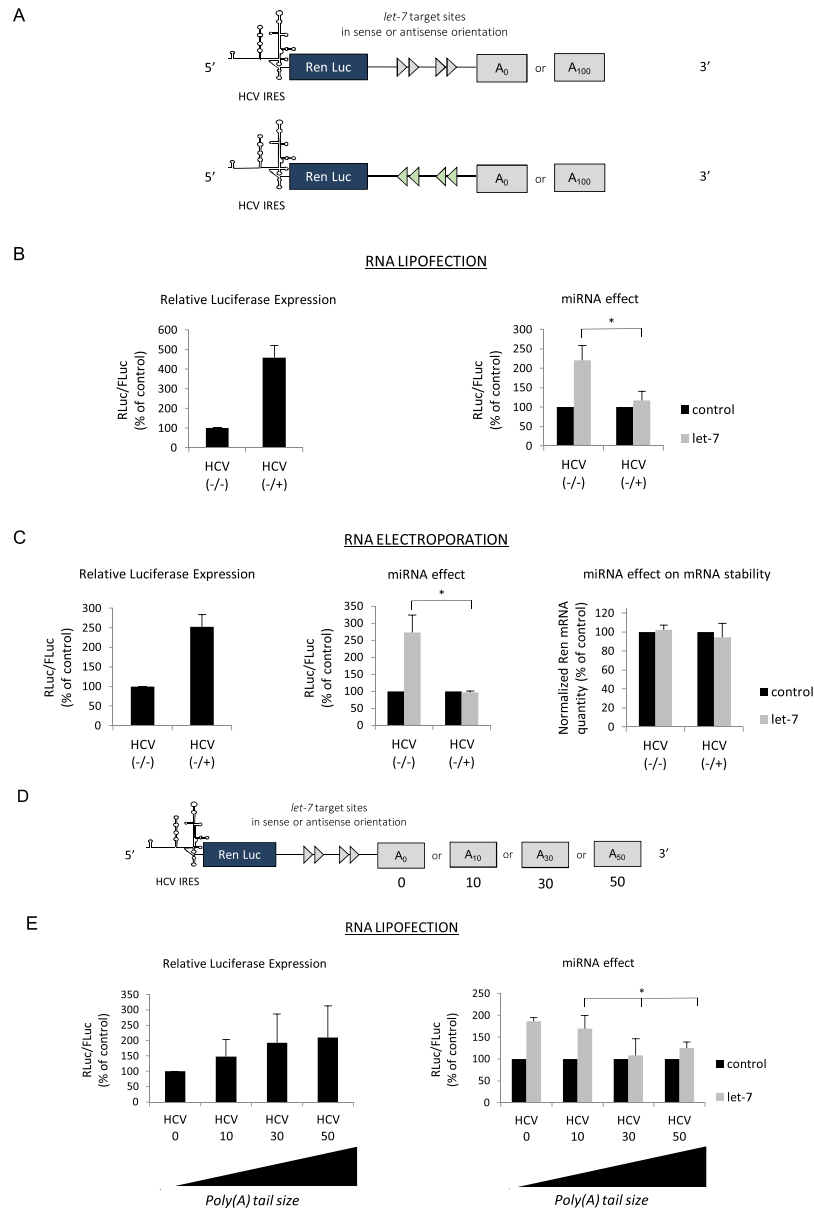 A
let-7 target sites
in sense or antisense orientation
5’ Ren Luc A0 or A100 3’
HCV IRES
5’ Ren Luc A0 or A100 3’
HCV IRES
B
RNA LIPOFECTION
Relative Luciferase Expression
RLuc/FLuc
(% of control)
600
500
400
300
200
100
0
HCV HCV
(-/-) (-/+)
miRNA effect
RLuc/FLuc
(% of control)
300
250
200
150
100
50
0
*
HCV HCV
(-/-) (-/+)
control
let-7
C
RNA ELECTROPORATION
Relative Luciferase Expression
RLuc/FLuc
(% of control)
300
250
200
150
100
50
0
HCV HCV
(-/-) (-/+)
miRNA effect
RLuc/FLuc
(% of control)
350
300
250
200
150
100
50
0
*
HCV HCV
(-/-) (-/+)
miRNA effect on mRNA stability
Normalized Ren mRNA
quantity (% of control)
120
100
80
60
40
20
0
HCV HCV
(-/-) (-/+)
control
let-7
D
let-7 target sites
in sense or antisense orientation
5’ Ren Luc A0 or A10 or A30 or A50 3’
HCV IRES 0 10 30 50
E
RNA LIPOFECTION
Relative Luciferase Expression
RLuc/FLuc
(% of control)
350
300
250
200
150
100
50
0
HCV HCV HCV HCV
0 10 30 50
Poly(A) tail size
miRNA effect
RLuc/FLuc
(% of control)
250
200
150
100
50
0
*
HCV HCV HCV HCV
0 10 30 50
control
let-7
Poly(A) tail size